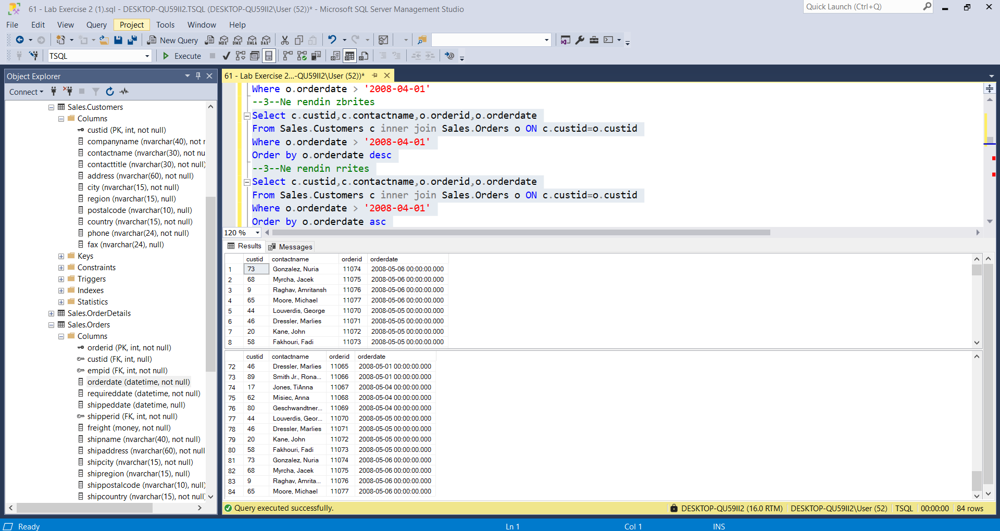 61 - Lab Exercise 2 (1).sql - DESKTOP-QU59II2.TSQL (DESKTOP-QU59II2\User (52))* - Microsoft SQL Server Management Studio
Quick Launch (Ctrl+Q)
File Edit View Query Project Tools Window Help
New Query MDX DMX XMLA DAX
TSQL Execute
Object Explorer
Connect
Sales.Customers
Columns
custid (PK, int, not null)
companyname (nvarchar(40), not r
contactname (nvarchar(30), not nu
contacttitle (nvarchar(30), not null)
address (nvarchar(60), not null)
city (nvarchar(15), not null)
region (nvarchar(15), null)
postalcode (nvarchar(10), null)
country (nvarchar(15), not null)
phone (nvarchar(24), not null)
fax (nvarchar(24), null)
Keys
Constraints
Triggers
Indexes
Statistics
Sales.OrderDetails
Sales.Orders
Columns
orderid (PK, int, not null)
custid (FK, int, null)
empid (FK, int, not null)
orderdate (datetime, not null)
requireddate (datetime, not null)
shippeddate (datetime, null)
shipperid (FK, int, not null)
freight (money, not null)
shipname (nvarchar(40), not null)
shipaddress (nvarchar(60), not null
shipcity (nvarchar(15), not null)
shipregion (nvarchar(15), null)
shippostalcode (nvarchar(10), null)
shipcountry (nvarchar(15), not null)
61 - Lab Exercise 2...-QU59II2\User (52))*
Where o.orderdate > '2008-04-01'
--3--Ne rendin zbrites
Select c.custid,c.contactname,o.orderid,o.orderdate
From Sales.Customers c inner join Sales.Orders o ON c.custid=o.custid
Where o.orderdate > '2008-04-01'
Order by o.orderdate desc
--3--Ne rendin rrites
Select c.custid,c.contactname,o.orderid,o.orderdate
From Sales.Customers c inner join Sales.Orders o ON c.custid=o.custid
Where o.orderdate > '2008-04-01'
Order by o.orderdate asc
120 %
Results Messages
custid contactname orderid orderdate
1 73 Gonzalez, Nuria 11074 2008-05-06 00:00:00.000
2 68 Myrcha, Jacek 11075 2008-05-06 00:00:00.000
3 9 Raghav, Amritansh 11076 2008-05-06 00:00:00.000
4 65 Moore, Michael 11077 2008-05-06 00:00:00.000
5 44 Louverdis, George 11070 2008-05-05 00:00:00.000
6 46 Dressler, Marlies 11071 2008-05-05 00:00:00.000
7 20 Kane, John 11072 2008-05-05 00:00:00.000
8 58 Fakhouri, Fadi 11073 2008-05-05 00:00:00.000
custid contactname orderid orderdate
72 46 Dressler, Marlies 11065 2008-05-01 00:00:00.000
73 89 Smith Jr., Rona... 11066 2008-05-01 00:00:00.000
74 17 Jones, TiAnna 11067 2008-05-04 00:00:00.000
75 62 Misiec, Anna 11068 2008-05-04 00:00:00.000
76 80 Geschwandtner... 11069 2008-05-04 00:00:00.000
77 44 Louverdis, Geor... 11070 2008-05-05 00:00:00.000
78 46 Dressler, Marlies 11071 2008-05-05 00:00:00.000
79 20 Kane, John 11072 2008-05-05 00:00:00.000
80 58 Fakhouri, Fadi 11073 2008-05-05 00:00:00.000
81 73 Gonzalez, Nuria 11074 2008-05-06 00:00:00.000
82 68 Myrcha, Jacek 11075 2008-05-06 00:00:00.000
83 9 Raghav, Amrita... 11076 2008-05-06 00:00:00.000
84 65 Moore, Michael 11077 2008-05-06 00:00:00.000
Query executed successfully. DESKTOP-QU59II2 (16.0 RTM) DESKTOP-QU59II2\User (52) TSQL 00:00:00 84 rows
Ready Ln 1 Col 1 INS